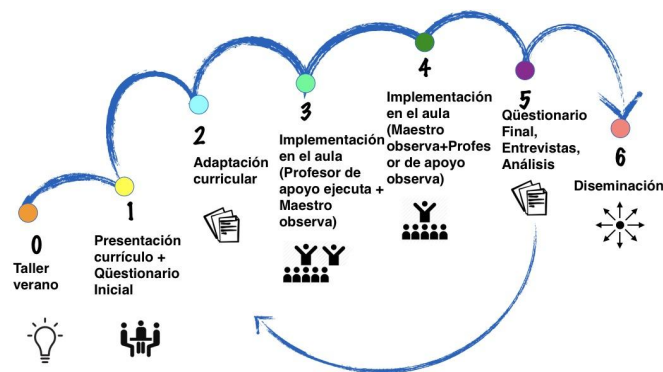 0
Taller
verano
1
Presentación
currículo +
Qüestionario
Inicial
2
Adaptación
curricular
3
Implementación
en el aula
(Profesor de
apoyo ejecuta +
Maestro
observa)
4
Implementación
en el aula
(Maestro
observa+Profes
or de apoyo
observa)
5
Qüestionario
Final,
Entrevistas,
Análisis
6
Diseminación